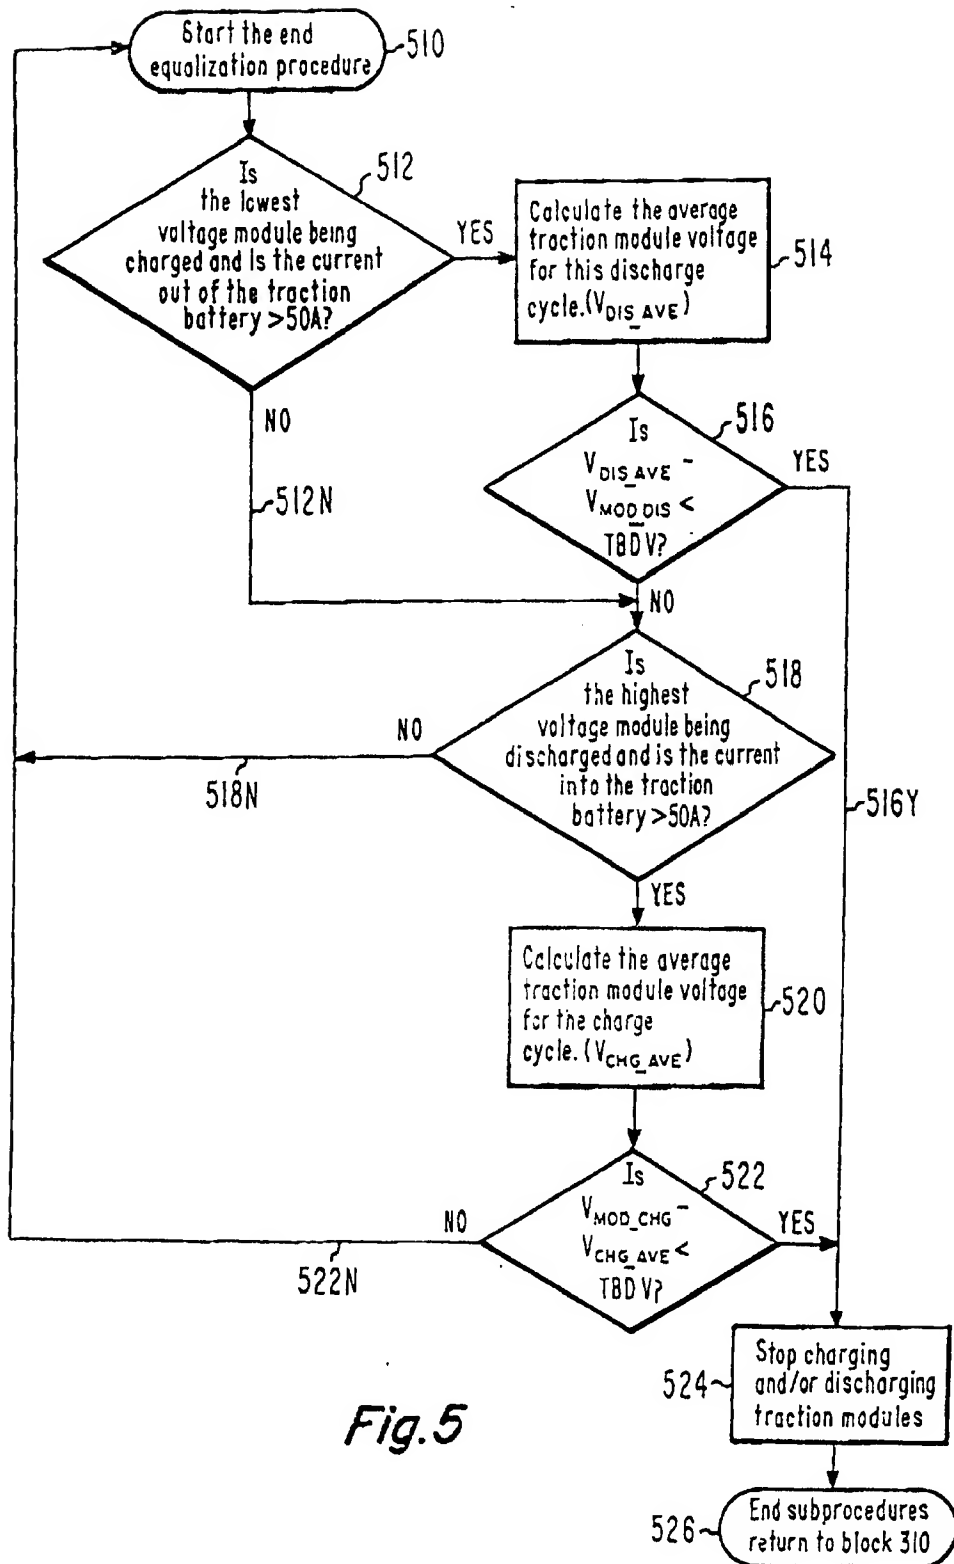 Start the end
equalization procedure
510
Is
the lowest
voltage module being
charged and Is the current
out of the traction
battery >50A?
512
YES
NO
512N
Calculate the average
traction module voltage
for this discharge
cycle.(VDIS_AVE)
514
Is
VDIS_AVE -
VMOD_DIS <
TBD V?
516
YES
NO
516Y
Is
the highest
voltage module being
discharged and is the current
into the traction
battery >50A?
518
NO
518N
YES
Calculate the average
traction module voltage
for the charge
cycle.(VCHG_AVE)
520
Is
VMOD_CHG -
VCHG_AVE <
TBD V?
522
NO
522N
YES
Stop charging
and/or discharging
traction modules
524
End subprocedures
return to block 310
526
Fig.5